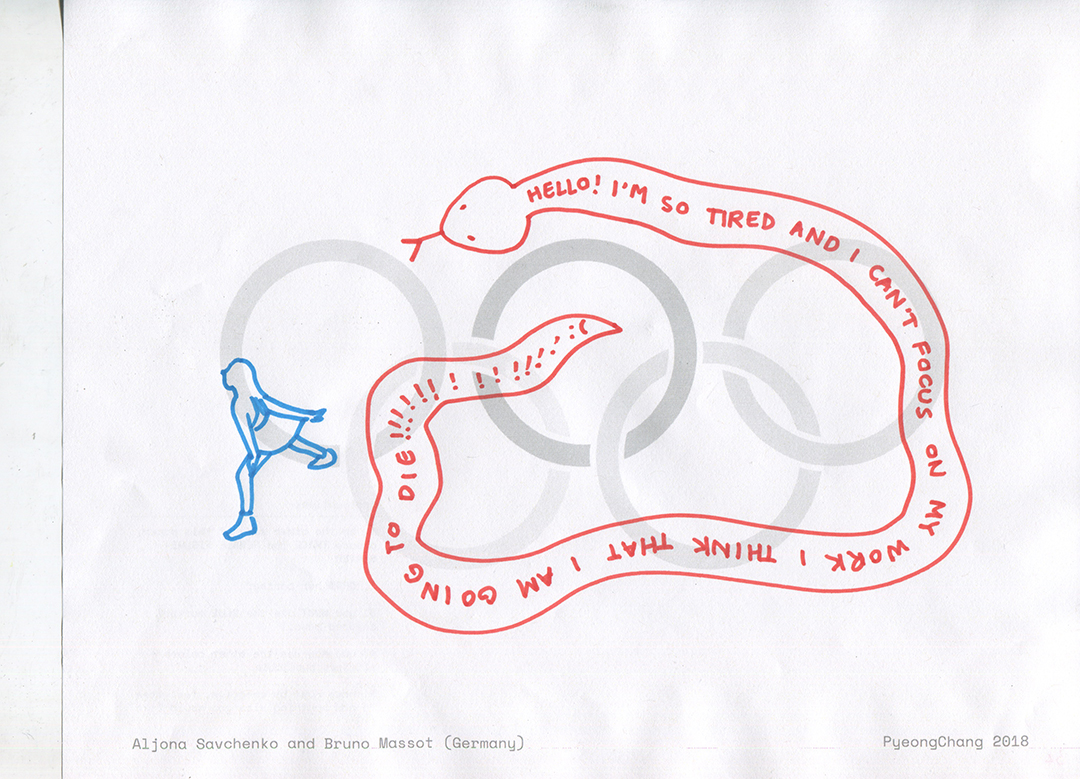 HELLO! I'M SO TIRED AND I CAN'T FOCUS ON MY WORK I THINK THAT I AM GOING TO DIE!!!!!!!! ! ! ! !!!!!! :(
Aljona Savchenko and Bruno Massot (Germany)
PyeongChang 2018